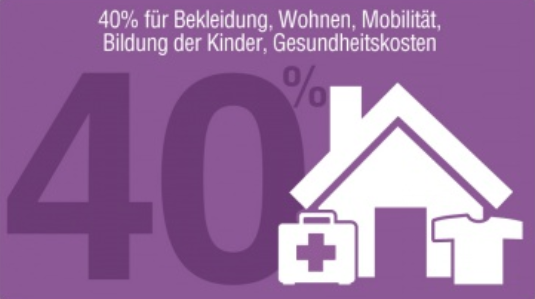 40% für Bekleidung, Wohnen, Mobilität,
Bildung der Kinder, Gesundheitskosten
40%